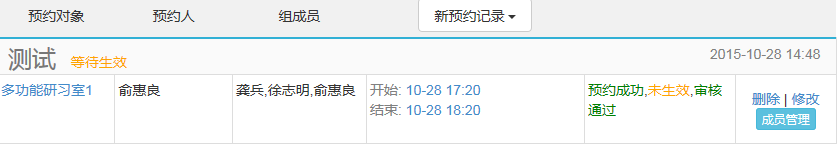 预约对象 预约人 组成员 新预约记录
测试 等待生效 2015-10-28 14:48
多功能研习室1 俞惠良 龚兵,徐志明,俞惠良 开始: 10-28 17:20 预约成功,未生效,审核 删除 | 修改
结束: 10-28 18:20 通过 成员管理